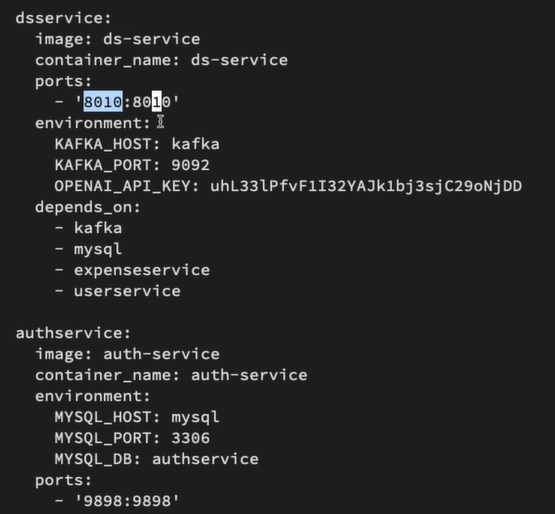 dsservice:
image: ds-service
container_name: ds-service
ports:
- '8010:8010'
environment:
KAFKA_HOST: kafka
KAFKA_PORT: 9092
OPENAI_API_KEY: uhL33lPfvF1I32YAJk1bj3sjC29oNjDD
depends_on:
- kafka
- mysql
- expenseservice
- userservice
authservice:
image: auth-service
container_name: auth-service
environment:
MYSQL_HOST: mysql
MYSQL_PORT: 3306
MYSQL_DB: authservice
ports:
- '9898:9898'